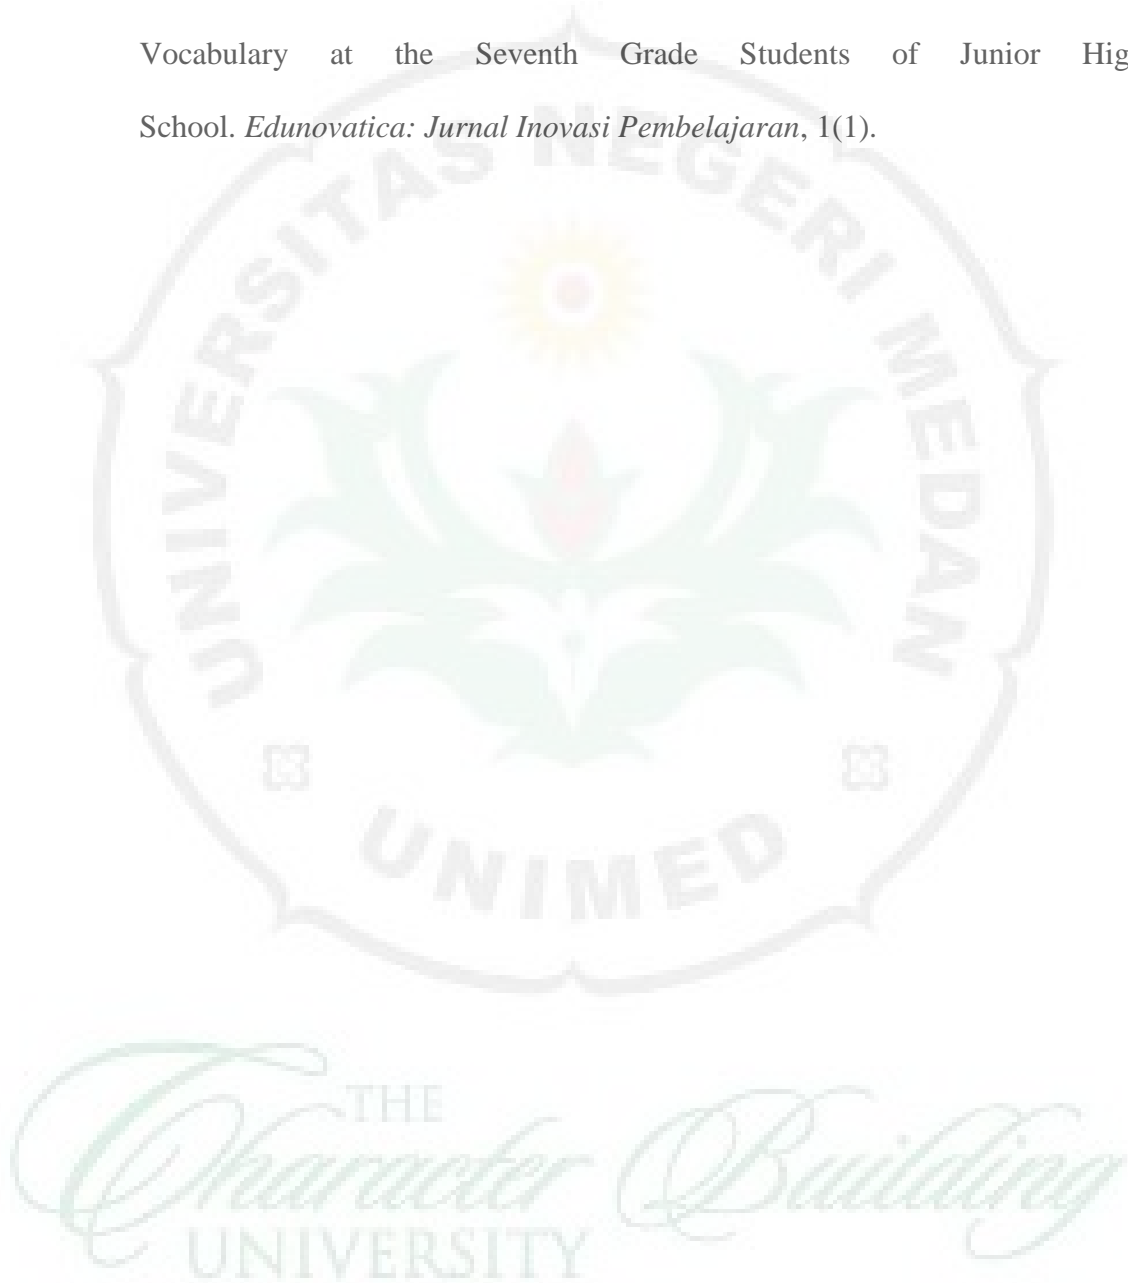 Vocabulary at the Seventh Grade Students of Junior Hig
School. Edunovatica: Jurnal Inovasi Pembelajaran, 1(1).
UNIVERSITAS NEGERI MEDAN
UNIMED
THE
Character Building
UNIVERSITY